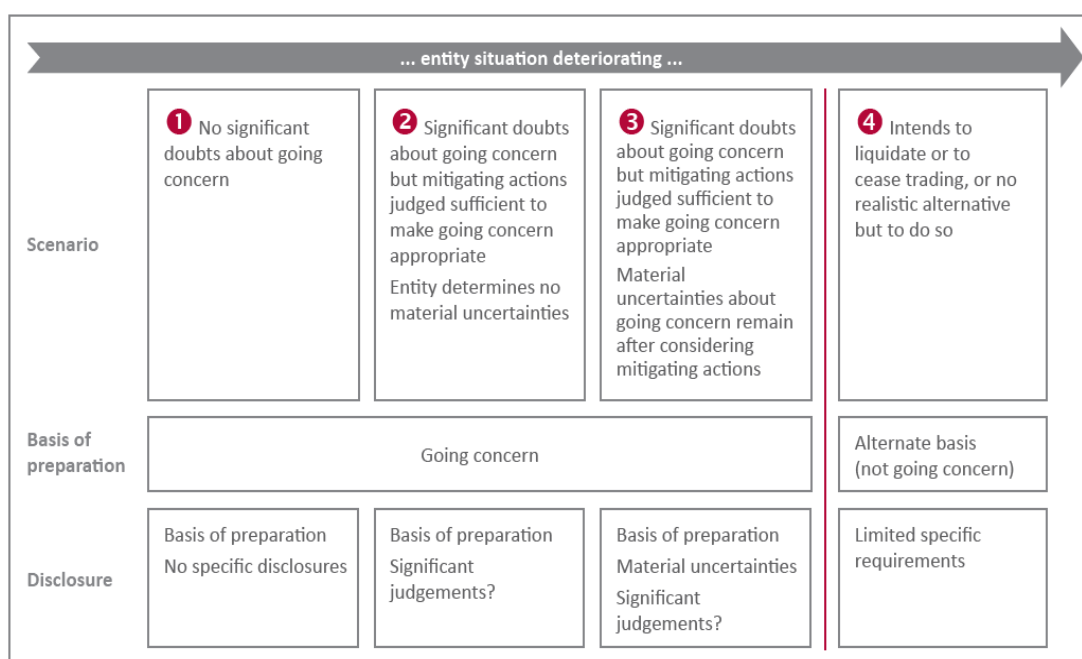 ... entity situation deteriorating ...
Scenario
1 No significant
doubts about going
concern
2 Significant doubts
about going concern
but mitigating actions
judged sufficient to
make going concern
appropriate
Entity determines no
material uncertainties
3 Significant doubts
about going concern
but mitigating actions
judged sufficient to
make going concern
appropriate
Material
uncertainties about
going concern remain
after considering
mitigating actions
4 Intends to
liquidate or to
cease trading, or no
realistic alternative
but to do so
Basis of
preparation
Going concern
Alternate basis
(not going concern)
Disclosure
Basis of preparation
No specific disclosures
Basis of preparation
Significant
judgements?
Basis of preparation
Material uncertainties
Significant
judgements?
Limited specific
requirements